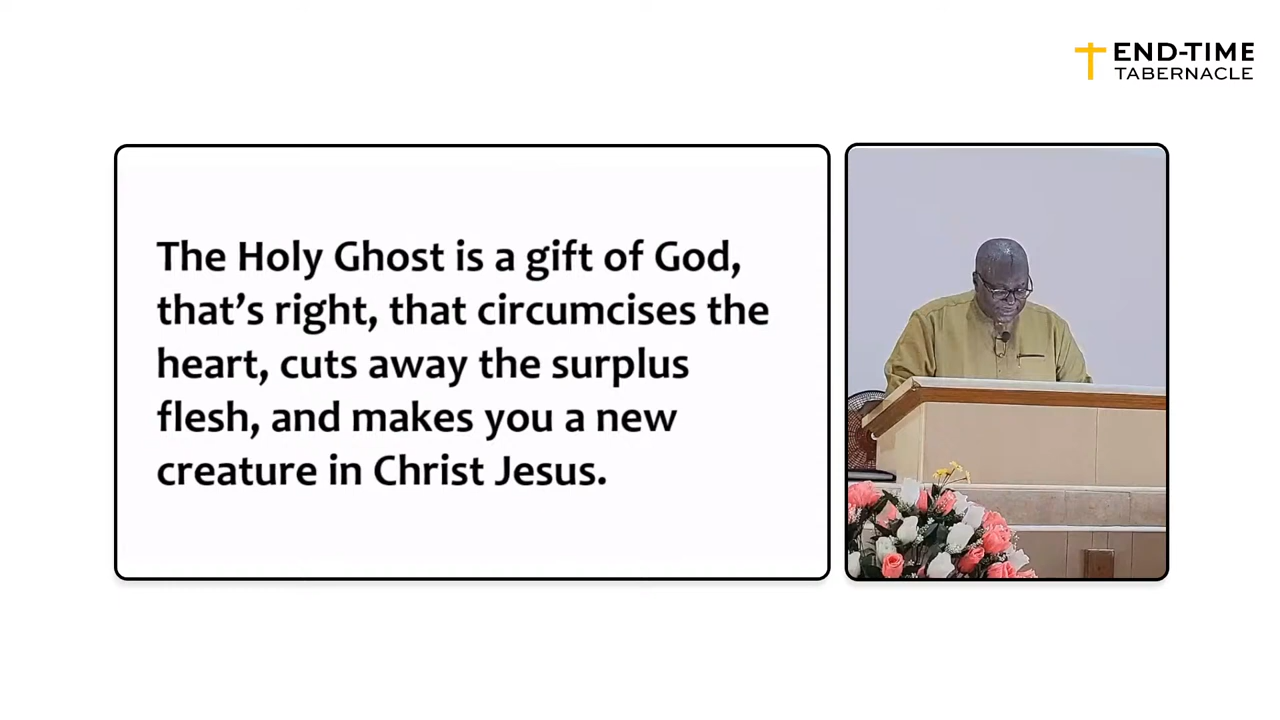 END-TIME
TABERNACLE
The Holy Ghost is a gift of God,
that’s right, that circumcises the
heart, cuts away the surplus
flesh, and makes you a new
creature in Christ Jesus.